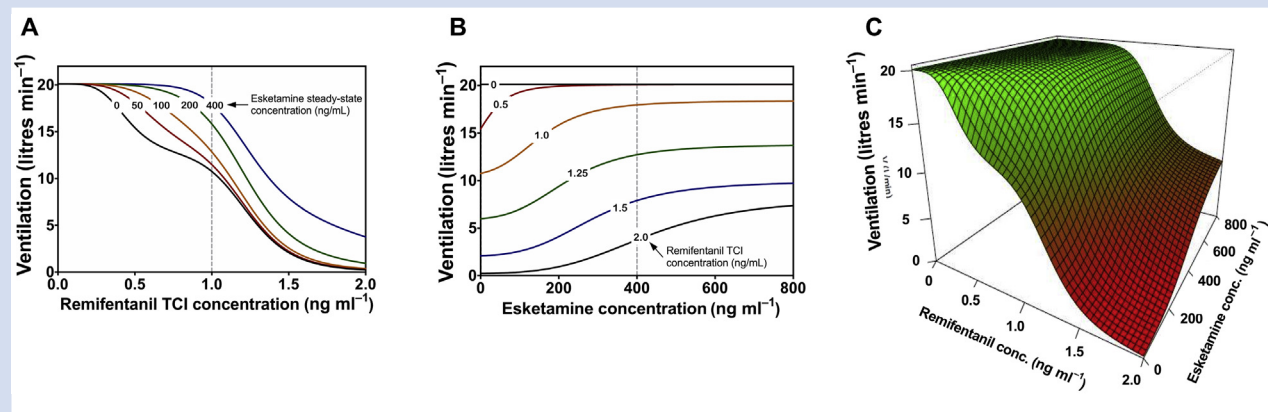 A
Ventilation (litres min−1)
20
15
10
5
0
0 50 100 200 400
Esketamine steady-state
concentration (ng/mL)
0.0 0.5 1.0 1.5 2.0
Remifentanil TCI concentration (ng ml−1)
B
Ventilation (litres min−1)
20
15
10
5
0
0
0.5
1.0
1.25
1.5
2.0
Remifentanil TCI
concentration (ng/mL)
0 200 400 600 800
Esketamine concentration (ng ml−1)
C
Ventilation (litres min−1)
20
15
10
5
0
0
0.5
1.0
1.5
2.0
Remifentanil conc. (ng ml−1)
0
200
400
600
800
Esketamine conc. (ng ml−1)